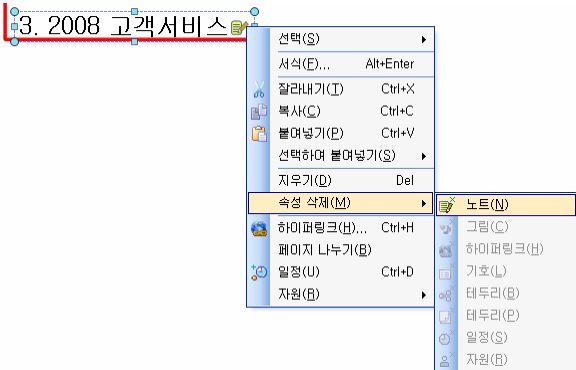 3. 2008 고객서비스
선택(S)
서식(F)... Alt+Enter
잘라내기(T) Ctrl+X
복사(C) Ctrl+C
붙여넣기(P) Ctrl+V
선택하여 붙여넣기(S)
지우기(D) Del
속성 삭제(M)
하이퍼링크(H)... Ctrl+H
페이지 나누기(B)
일정(U) Ctrl+D
자원(R)
노트(N)
그림(C)
하이퍼링크(H)
기호(L)
테두리(B)
테두리(P)
일정(S)
자원(R)